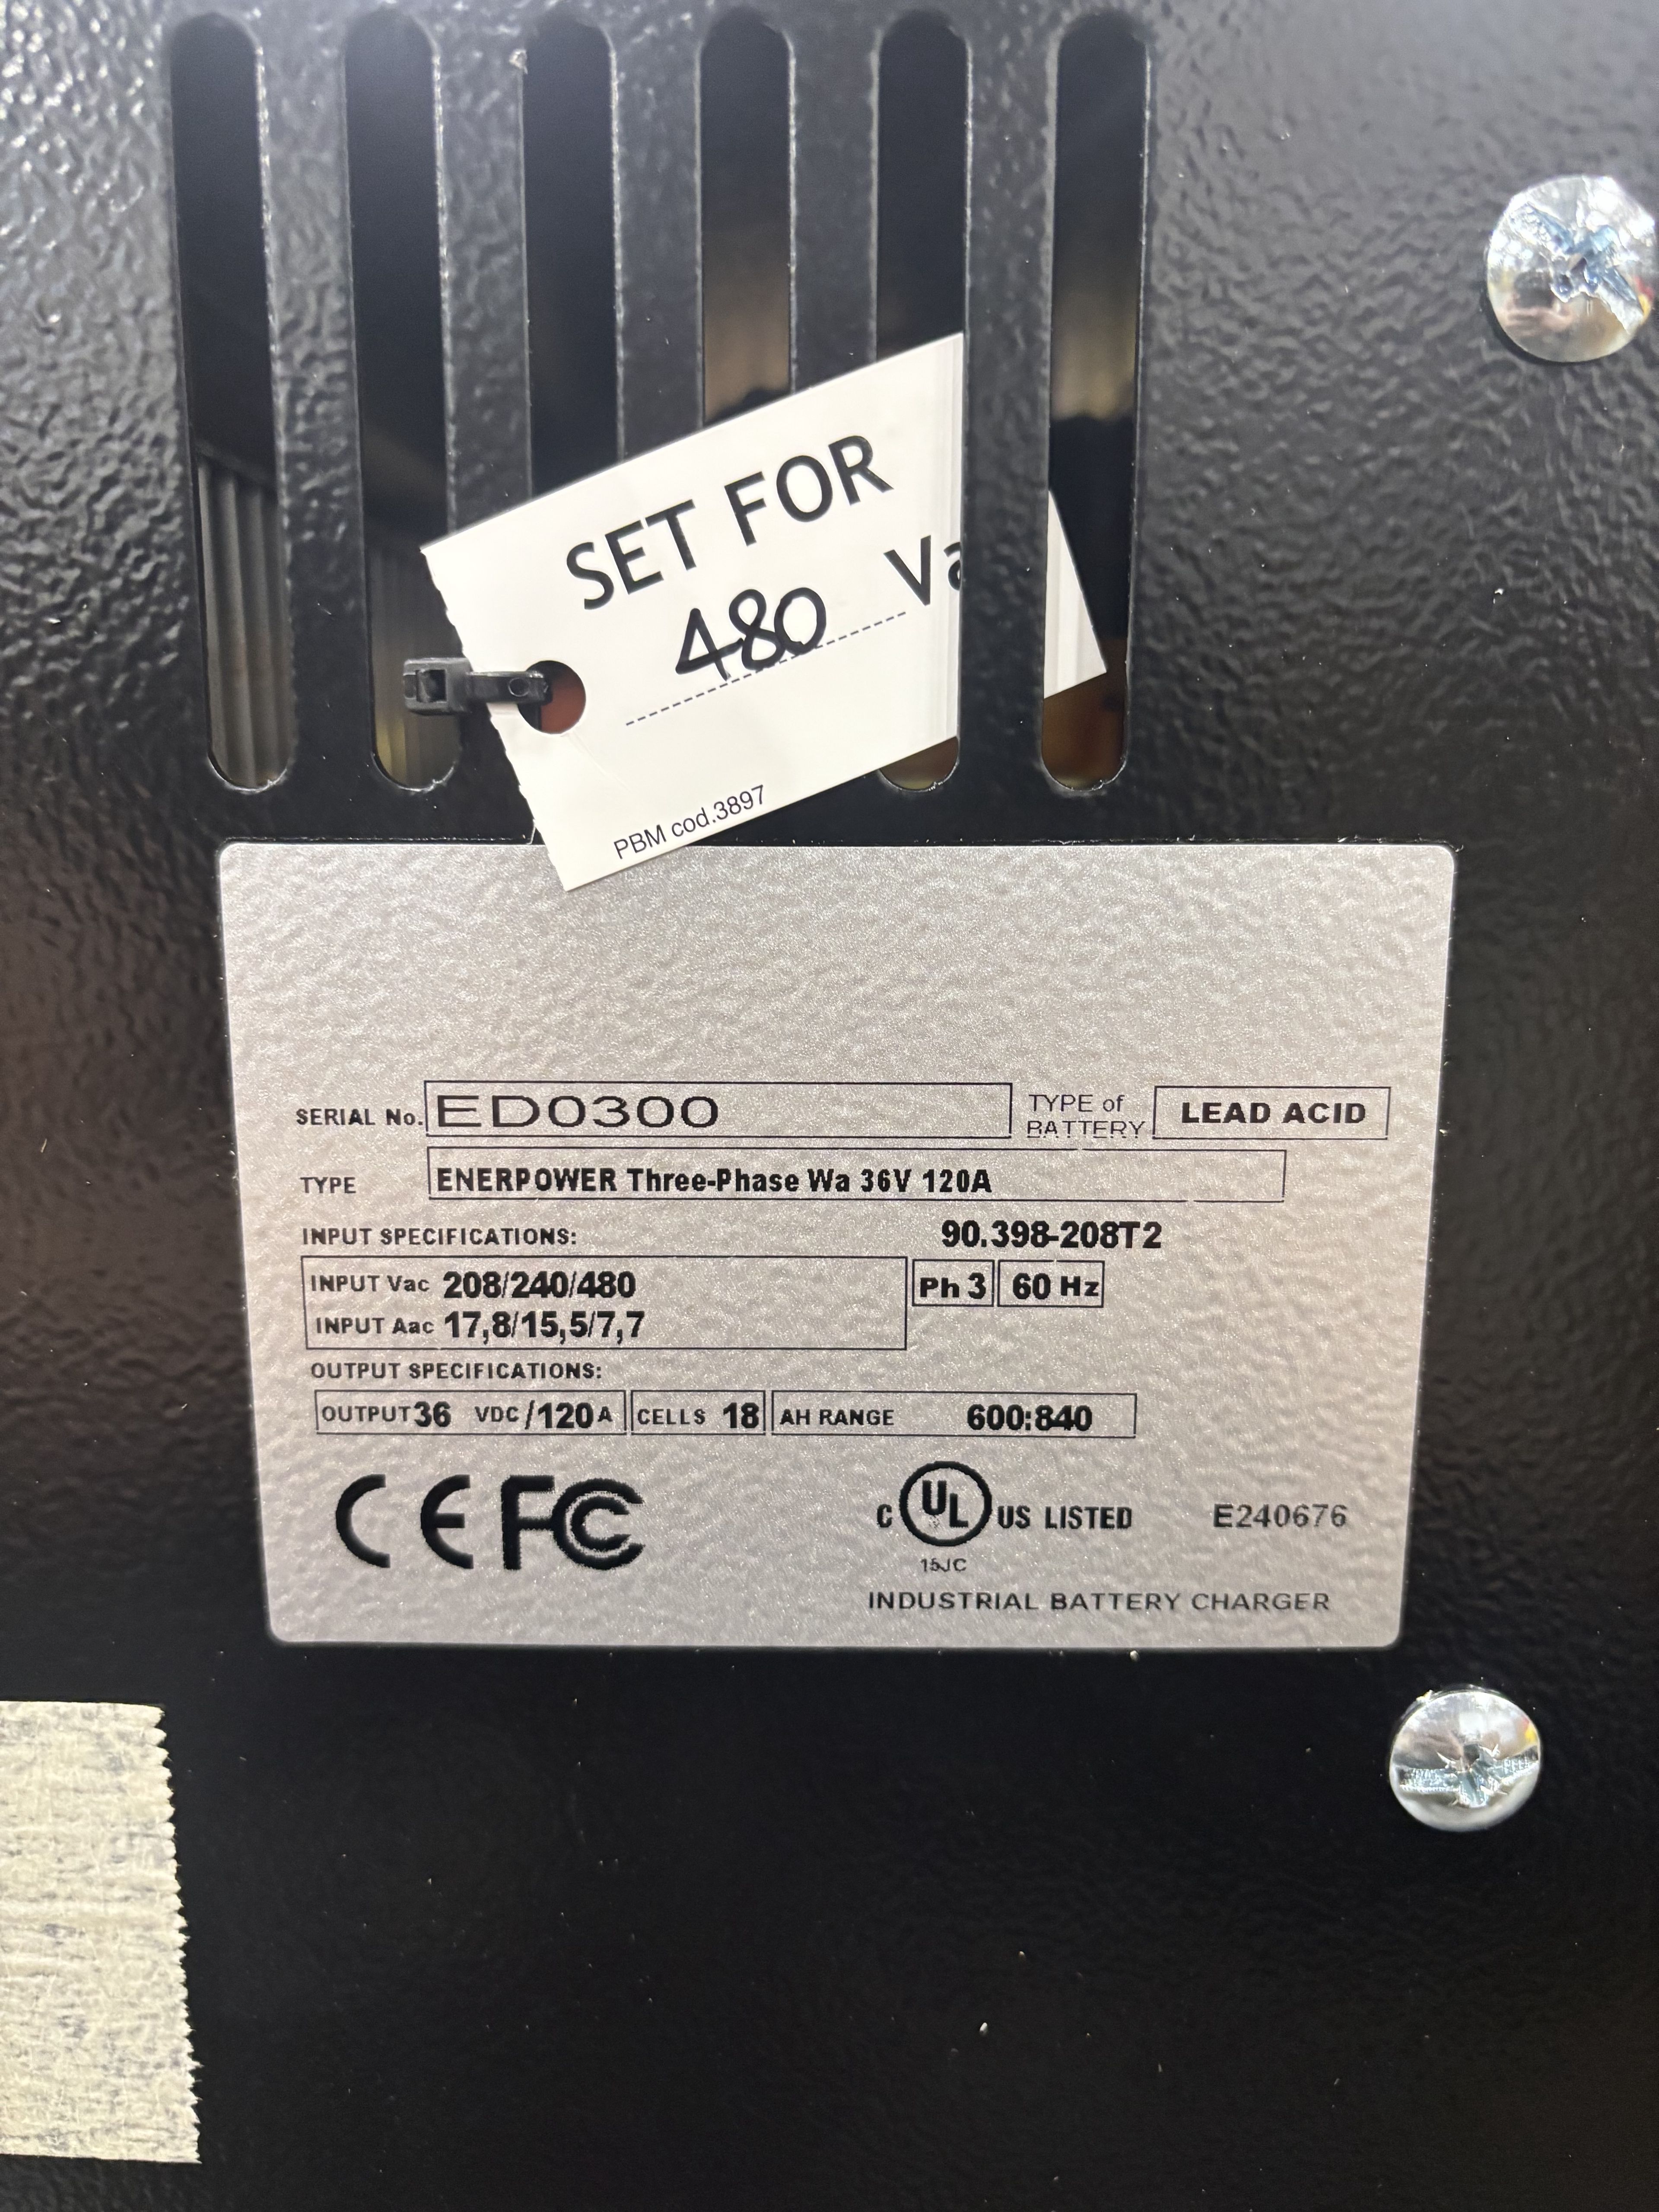 SET FOR
480 Va
PBM cod.3897
SERIAL No. ED0300 TYPE of BATTERY LEAD ACID
TYPE ENERPOWER Three-Phase Wa 36V 120A
INPUT SPECIFICATIONS: 90.398-208T2
INPUT Vac 208/240/480 Ph 3 60 Hz
INPUT Aac 17,8/15,5/7,7
OUTPUT SPECIFICATIONS:
OUTPUT 36 VDC/120A CELLS 18 AH RANGE 600:840
CE FC C UL US LISTED E240676
15JC
INDUSTRIAL BATTERY CHARGER